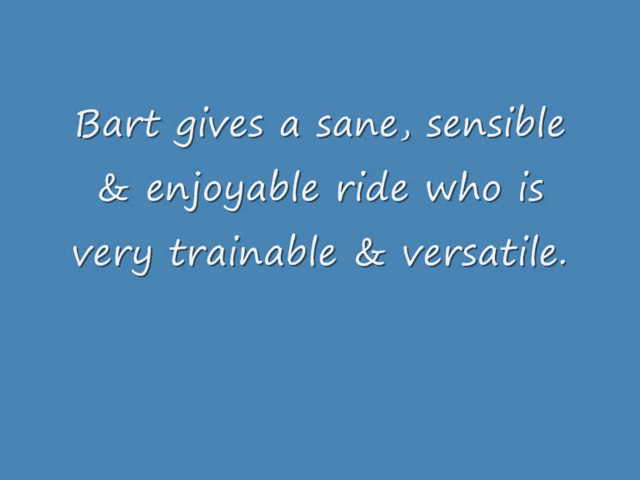 Bart gives a sane, sensible
& enjoyable ride who is
very trainable & versatile.